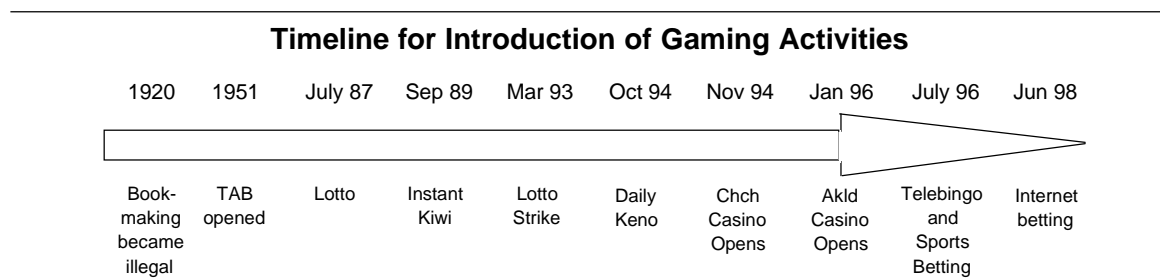 Timeline for Introduction of Gaming Activities
1920 1951 July 87 Sep 89 Mar 93 Oct 94 Nov 94 Jan 96 July 96 Jun 98
Book-
making
became
illegal
TAB
opened
Lotto
Instant
Kiwi
Lotto
Strike
Daily
Keno
Chch
Casino
Opens
Akld
Casino
Opens
Telebingo
and
Sports
Betting
Internet
betting